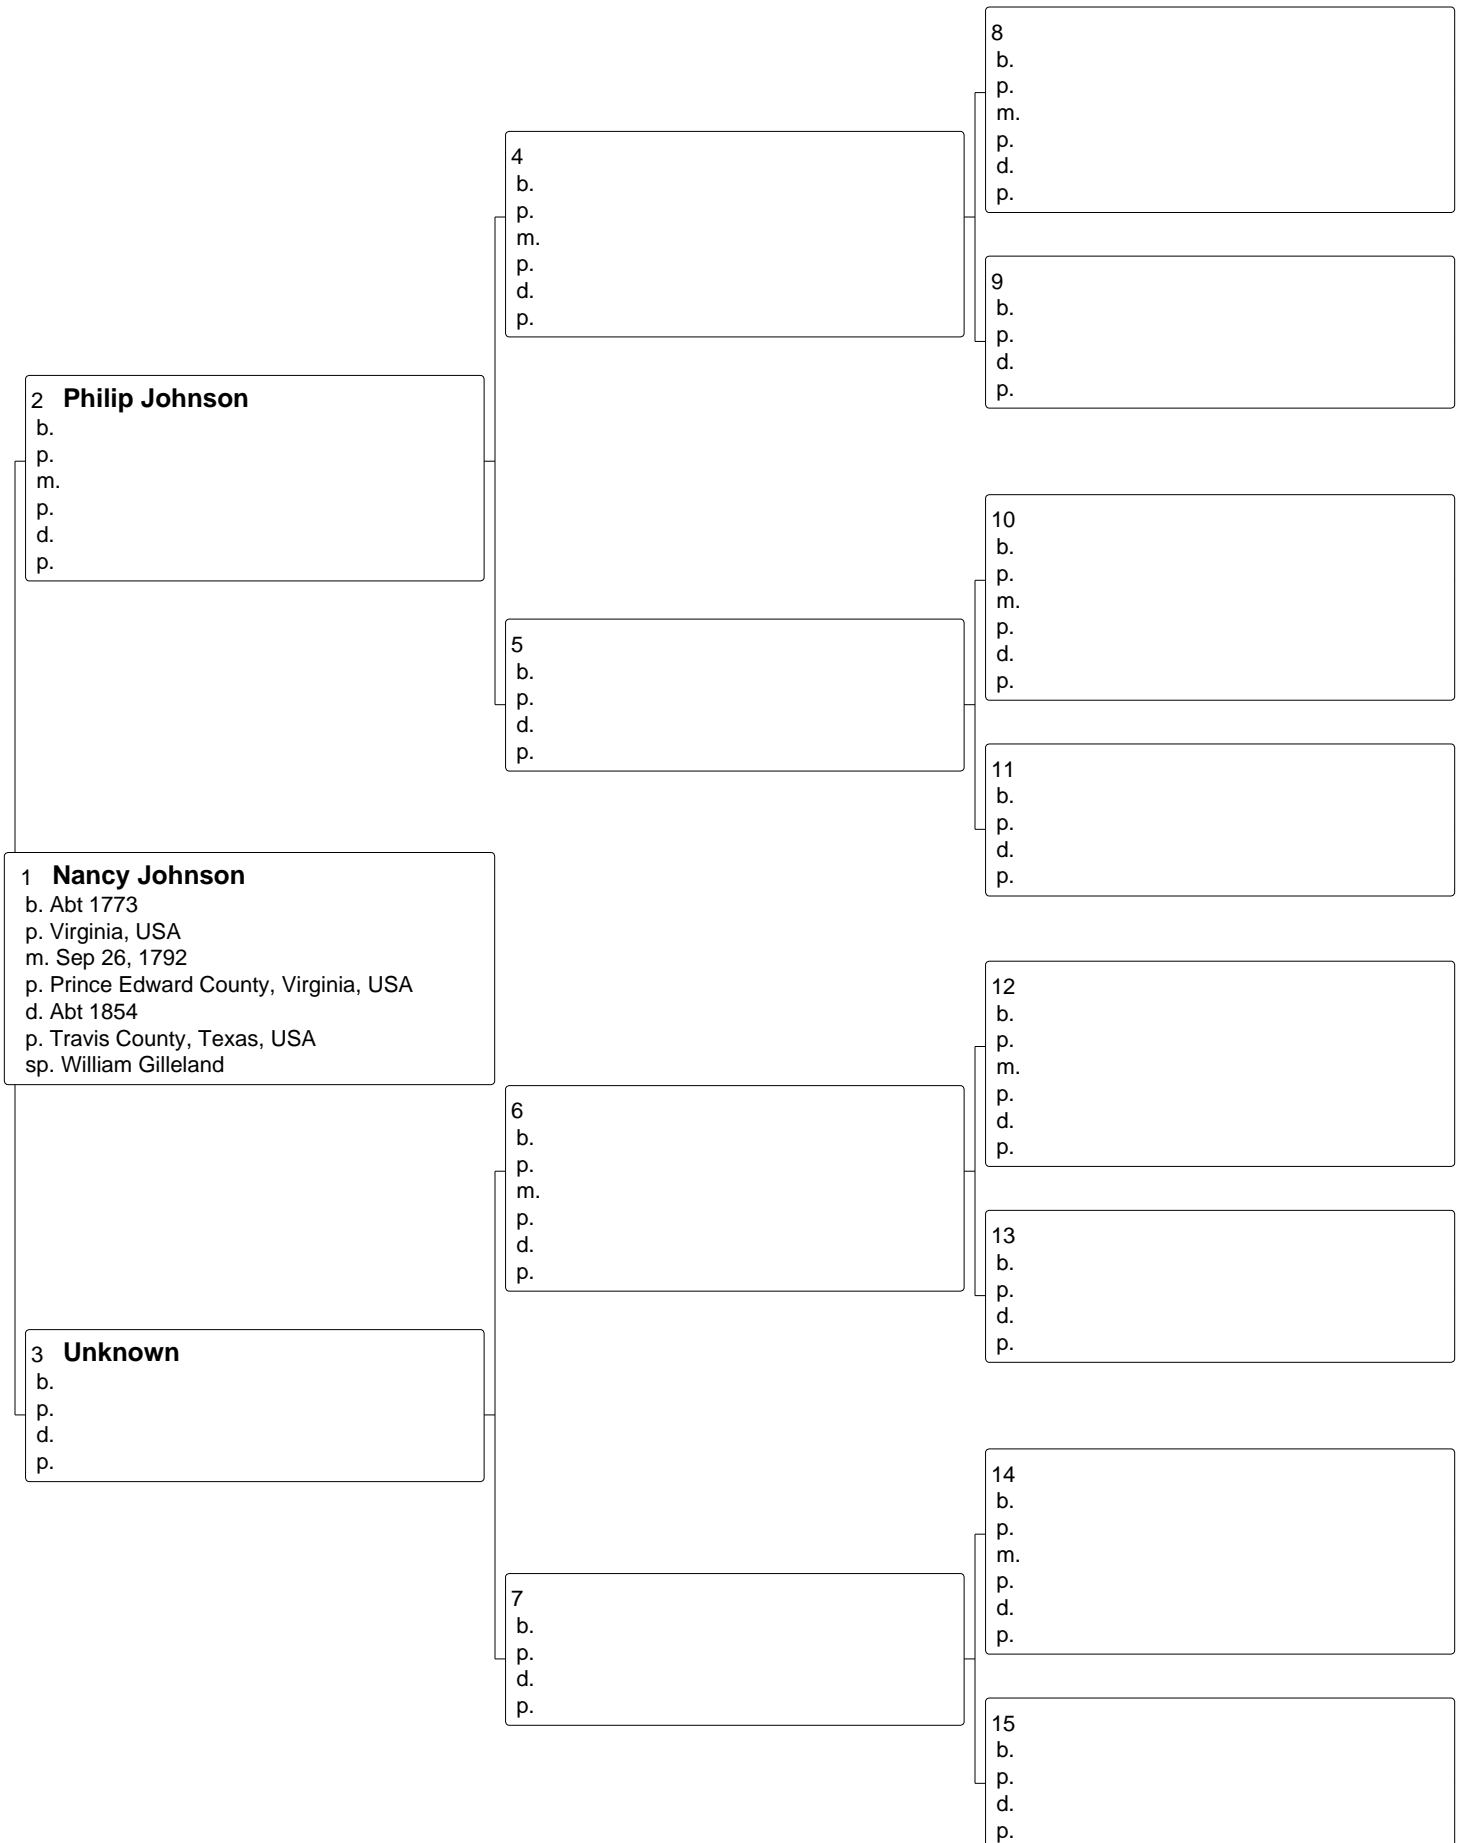 8
b.
p.
m.
p.
d.
p.
4
b.
p.
m.
p.
d.
p.
9
b.
p.
d.
p.
2 Philip Johnson
b.
p.
m.
p.
d.
p.
10
b.
p.
m.
p.
d.
p.
5
b.
p.
d.
p.
11
b.
p.
d.
p.
1 Nancy Johnson
b. Abt 1773
p. Virginia, USA
m. Sep 26, 1792
p. Prince Edward County, Virginia, USA
d. Abt 1854
p. Travis County, Texas, USA
sp. William Gilleland
12
b.
p.
m.
p.
d.
p.
6
b.
p.
m.
p.
d.
p.
13
b.
p.
d.
p.
3 Unknown
b.
p.
d.
p.
14
b.
p.
m.
p.
d.
p.
7
b.
p.
d.
p.
15
b.
p.
d.
p.